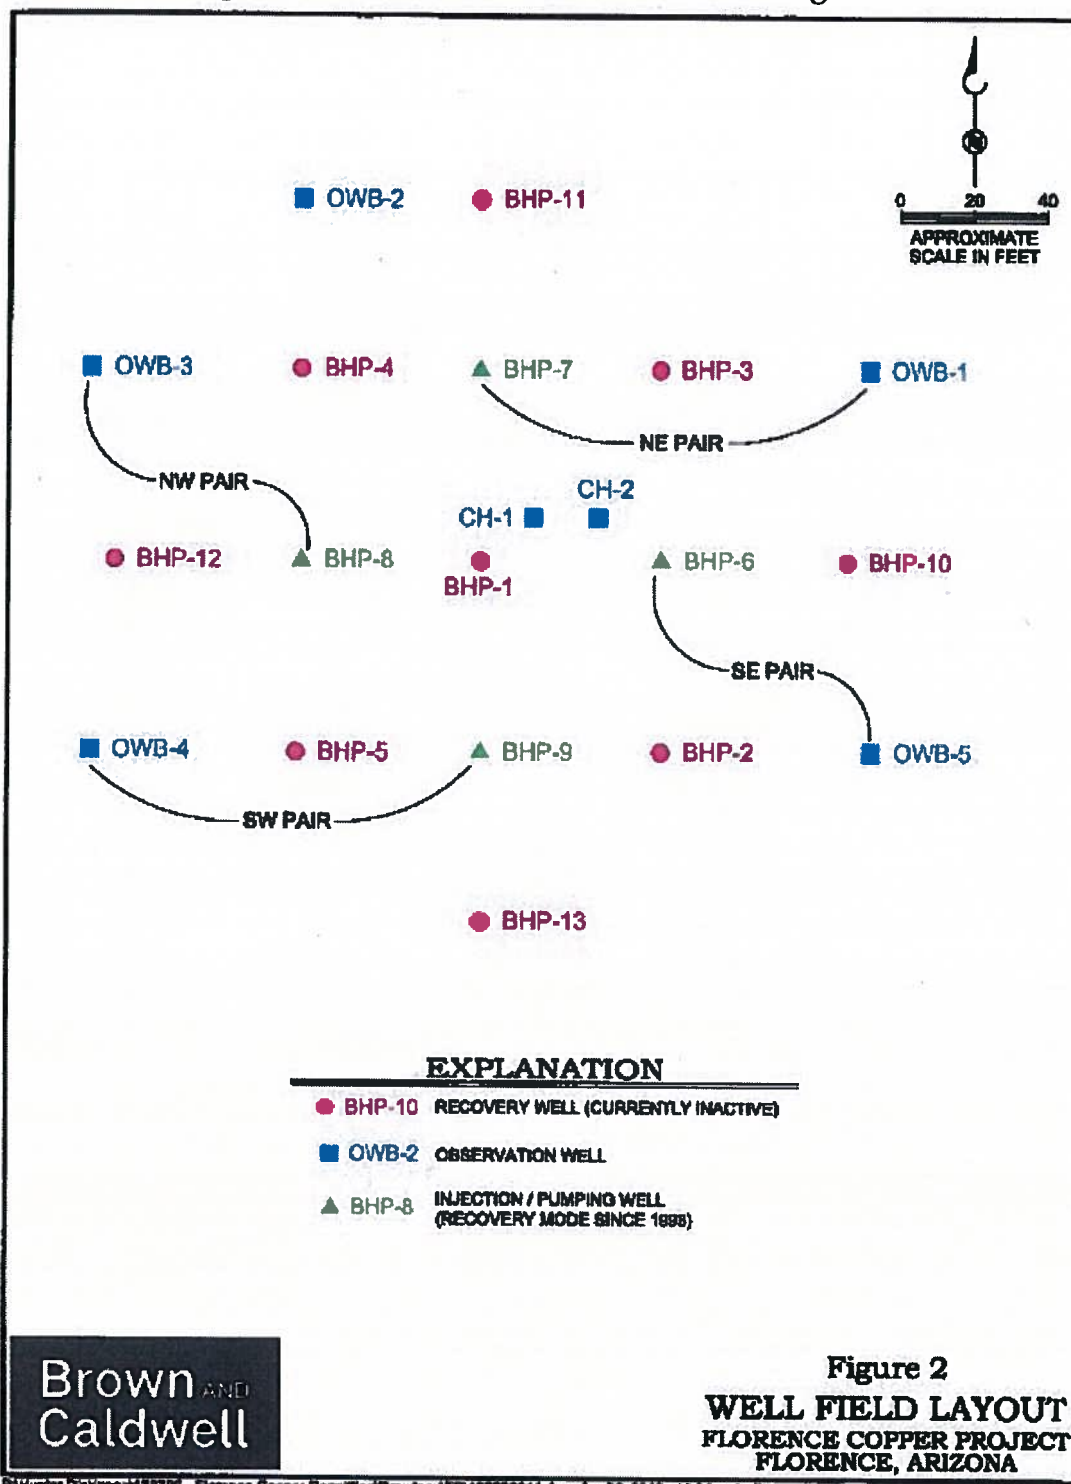 0 20 40
APPROXIMATE
SCALE IN FEET
OWB-2 BHP-11
OWB-3 BHP-4 BHP-7 BHP-3 OWB-1
NE PAIR
NW PAIR
CH-2
CH-1
BHP-12 BHP-8 BHP-6 BHP-10
BHP-1
SE PAIR
OWB-4 BHP-5 BHP-9 BHP-2 OWB-5
SW PAIR
BHP-13
EXPLANATION
BHP-10 RECOVERY WELL (CURRENTLY INACTIVE)
OWB-2 OBSERVATION WELL
BHP-8 INJECTION / PUMPING WELL
(RECOVERY MODE SINCE 1998)
Brown AND
Caldwell
Figure 2
WELL FIELD LAYOUT
FLORENCE COPPER PROJECT
FLORENCE, ARIZONA